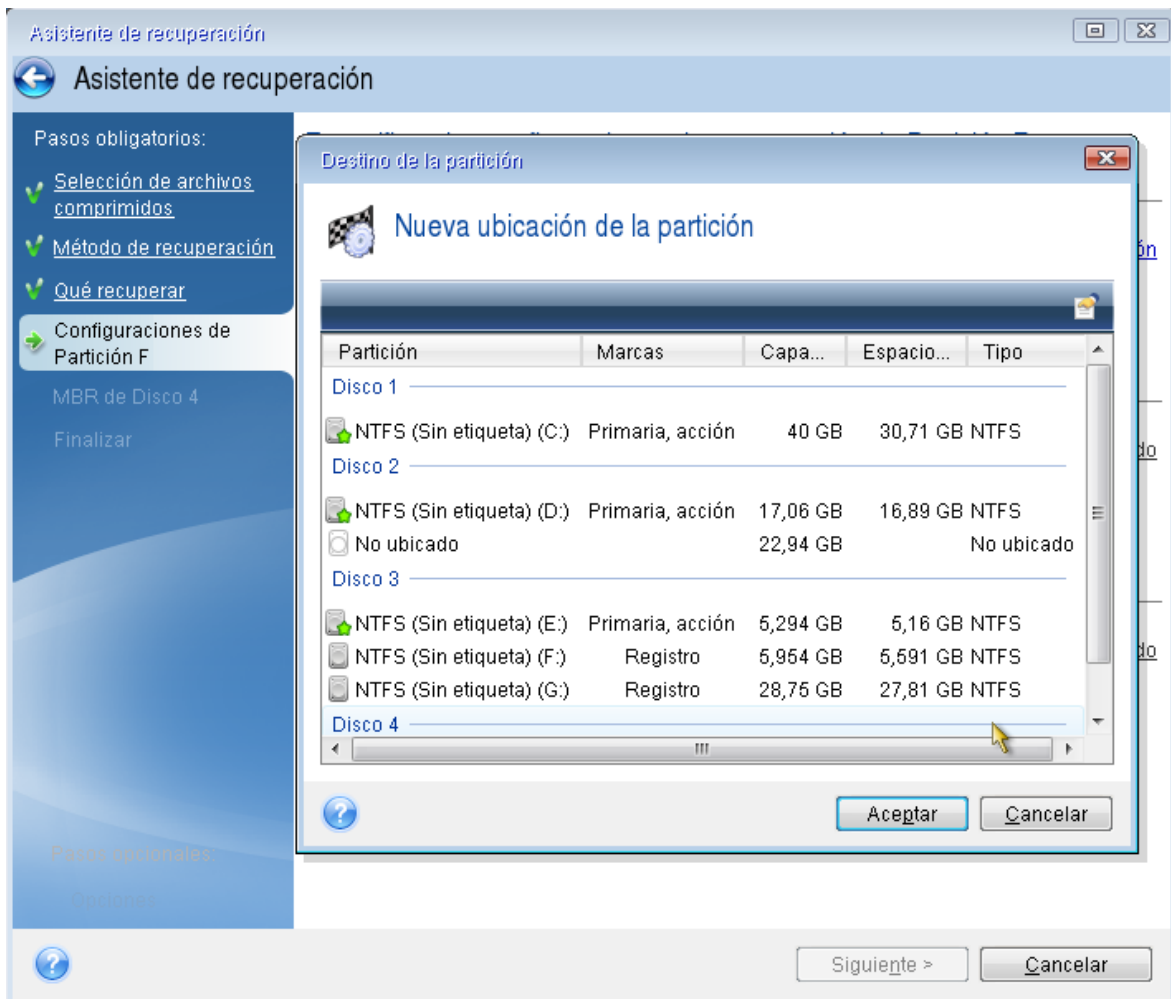 Asistente de recuperación
Asistente de recuperación
Pasos obligatorios:
Selección de archivos
comprimidos
Método de recuperación
Qué recuperar
Configuraciones de
Partición F
MBR de Disco 4
Finalizar
Pasos opcionales:
Opciones
Destino de la partición
Nueva ubicación de la partición
Partición Marcas Capa... Espacio... Tipo
Disco 1
NTFS (Sin etiqueta) (C:) Primaria, acción 40 GB 30,71 GB NTFS
Disco 2
NTFS (Sin etiqueta) (D:) Primaria, acción 17,06 GB 16,89 GB NTFS
No ubicado 22,94 GB No ubicado
Disco 3
NTFS (Sin etiqueta) (E:) Primaria, acción 5,294 GB 5,16 GB NTFS
NTFS (Sin etiqueta) (F:) Registro 5,954 GB 5,591 GB NTFS
NTFS (Sin etiqueta) (G:) Registro 28,75 GB 27,81 GB NTFS
Disco 4
Aceptar Cancelar
ón
do
do
Siguiente > Cancelar